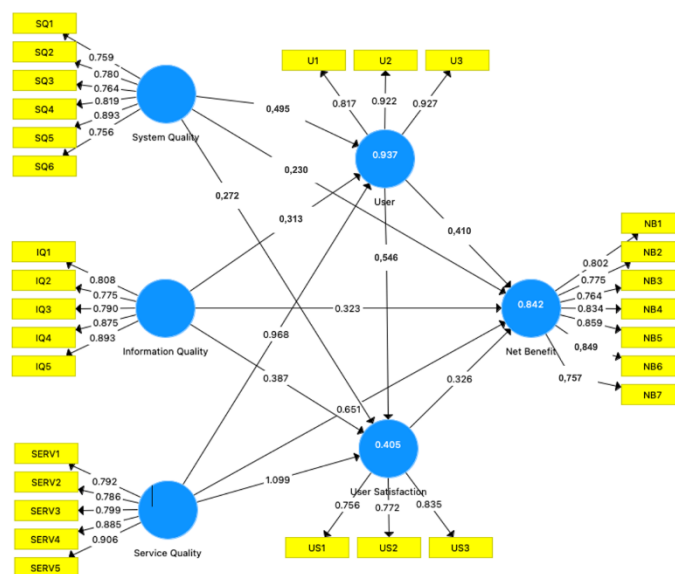 SQ1
SQ2
SQ3
SQ4
SQ5
SQ6
0.759
0.780
0.764
0.819
0.893
0.756
System Quality
U1
U2
U3
0.817
0.922
0.927
0.937
User
0,495
0,230
0,272
0,313
0,410
0,546
IQ1
IQ2
IQ3
IQ4
IQ5
0.808
0.775
0.790
0.875
0.893
Information Quality
0.323
0.968
0.387
0.651
0.326
1.099
0.842
Net Benefit
NB1
NB2
NB3
NB4
NB5
NB6
NB7
0.802
0.775
0.764
0.834
0.859
0,849
0,757
SERV1
SERV2
SERV3
SERV4
SERV5
0.792
0.786
0.799
0.885
0.906
Service Quality
0.405
User Satisfaction
0.756
0.772
0.835
US1
US2
US3